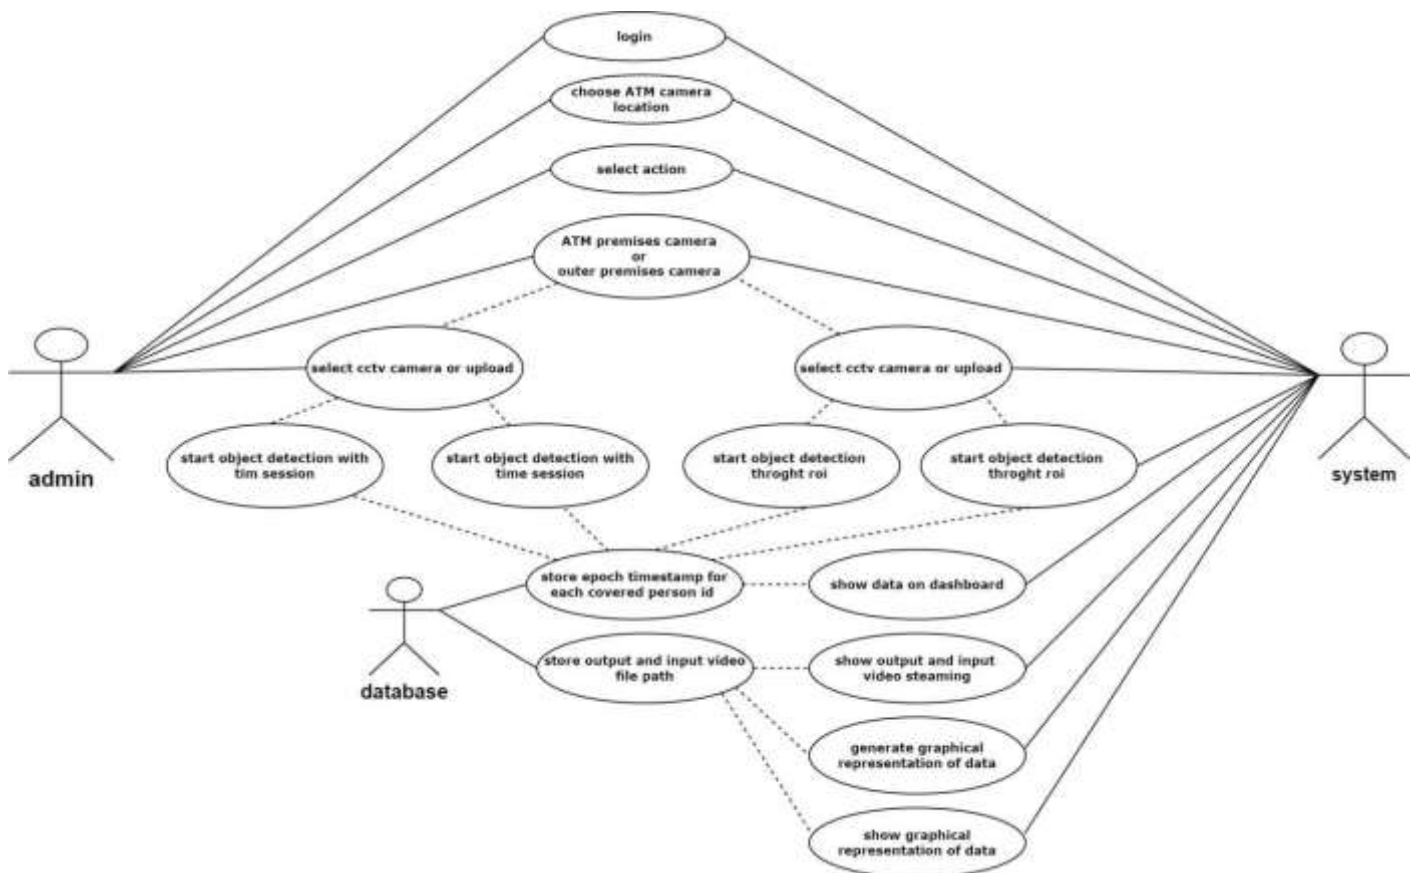 login
choose ATM camera
location
select action
ATM premises camera
or
outer premises camera
select cctv camera or upload
select cctv camera or upload
start object detection with
tim session
start object detection with
time session
start object detection
throght roi
start object detection
throght roi
admin
system
store epoch timestamp for
each covered person id
show data on dashboard
database
store output and input video
file path
show output and input
video steaming
generate graphical
representation of data
show graphical
representation of data